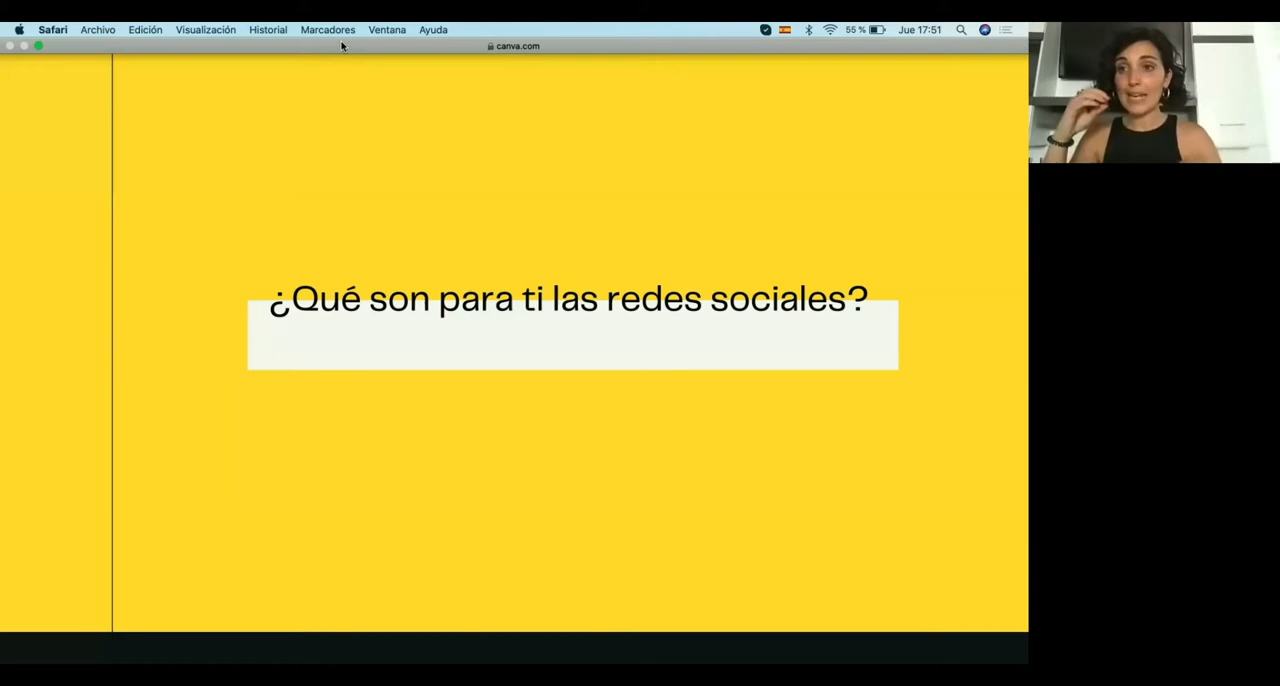 Safari Archivo Edición Visualización Historial Marcadores Ventana Ayuda 55 % Jue 17:51
canva.com
¿Qué son para ti las redes sociales?